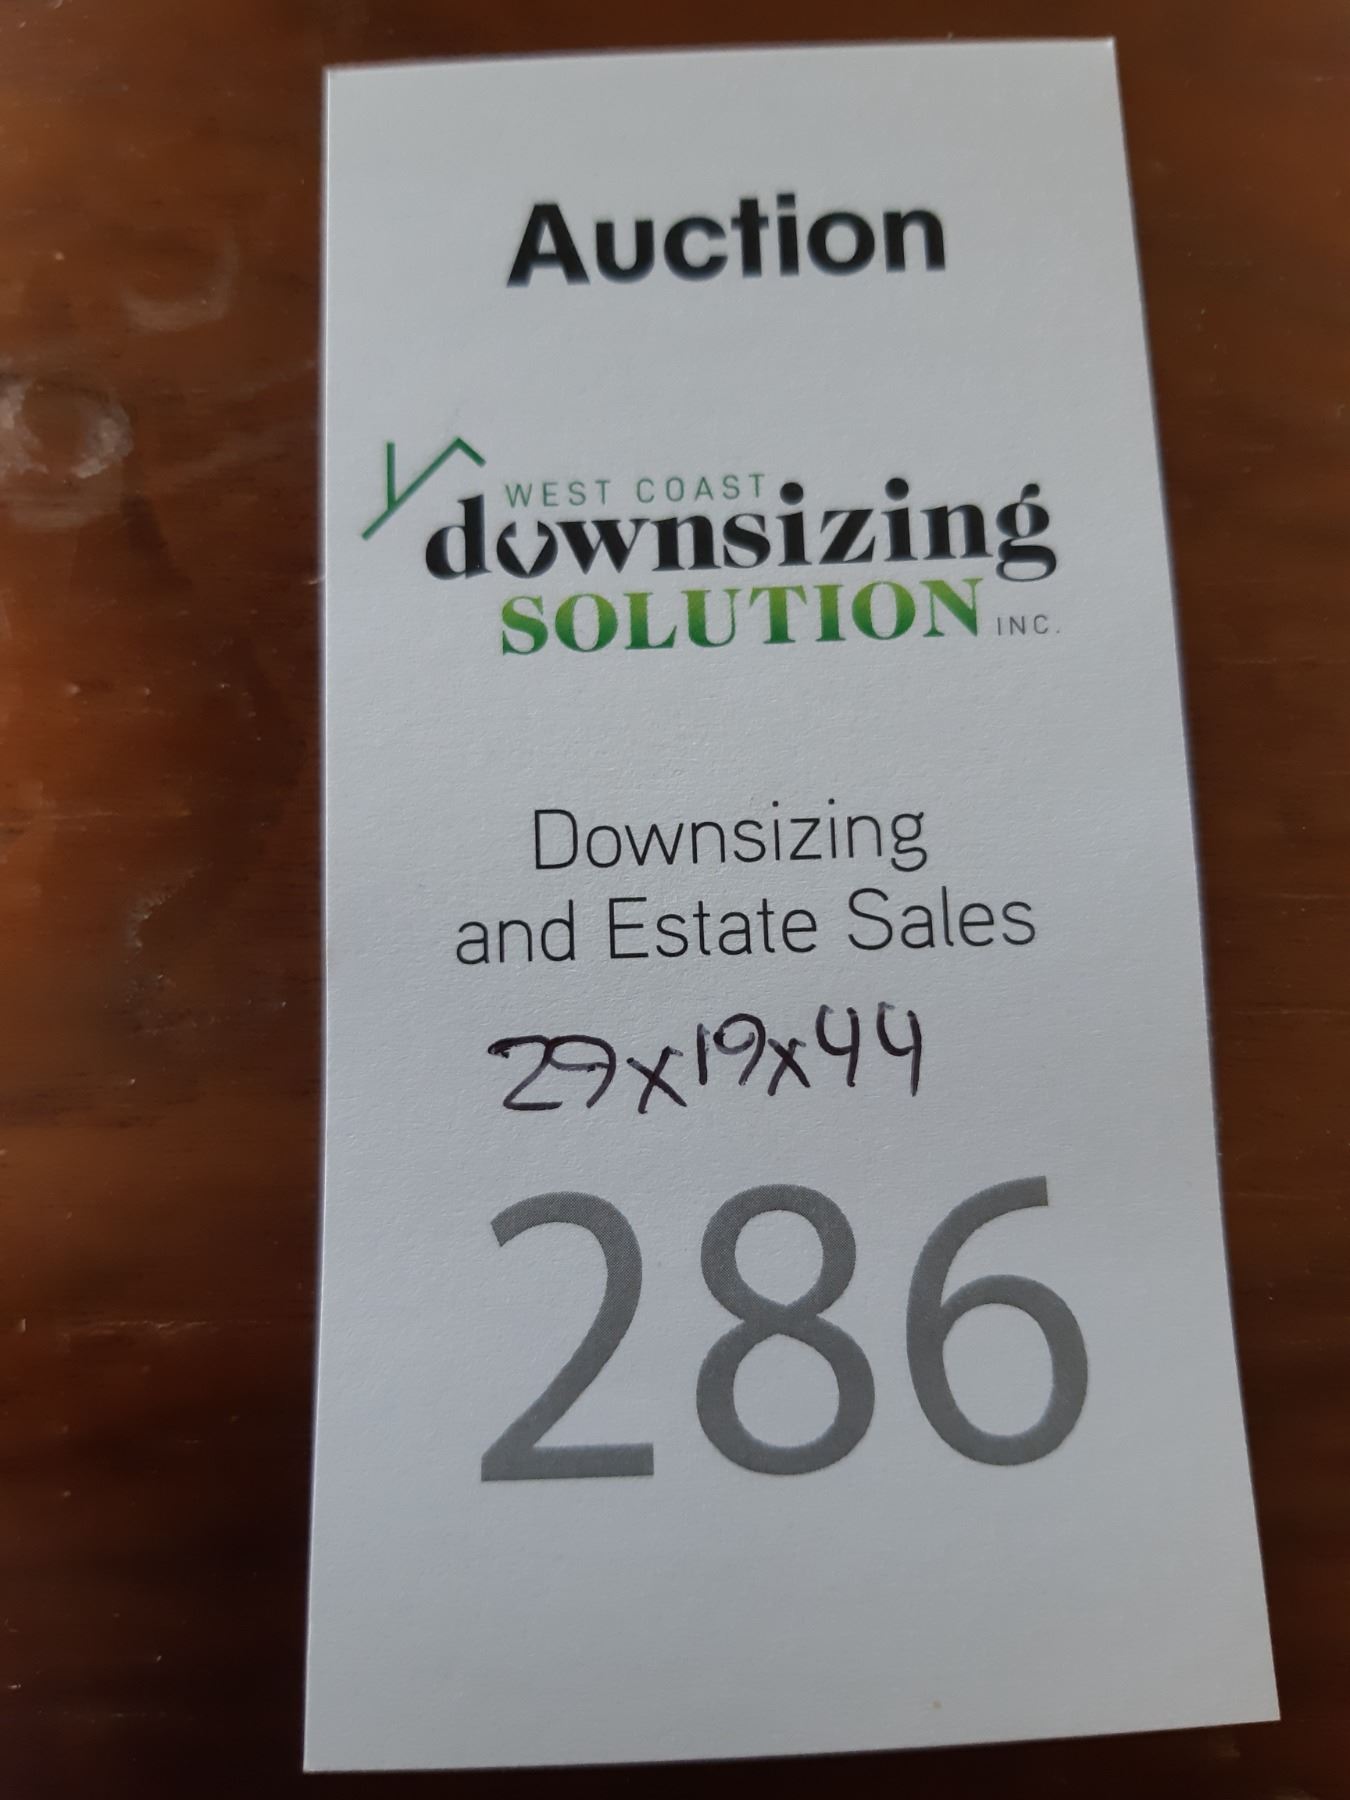 Auction
WEST COAST
downsizing
SOLUTION INC.
Downsizing
and Estate Sales
29x19x44
286